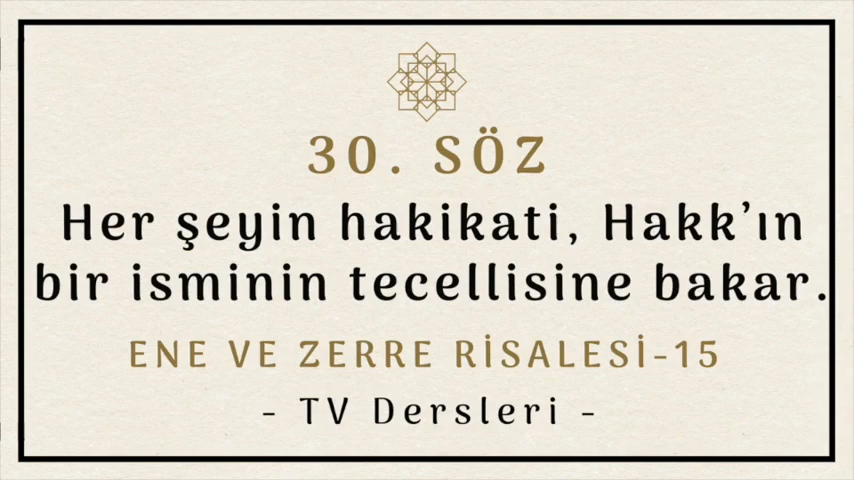 30. SÖZ
Her şeyin hakikati, Hakk’ın
bir isminin tecellisine bakar.
ENE VE ZERRE RİSALESİ-15
- TV Dersleri -